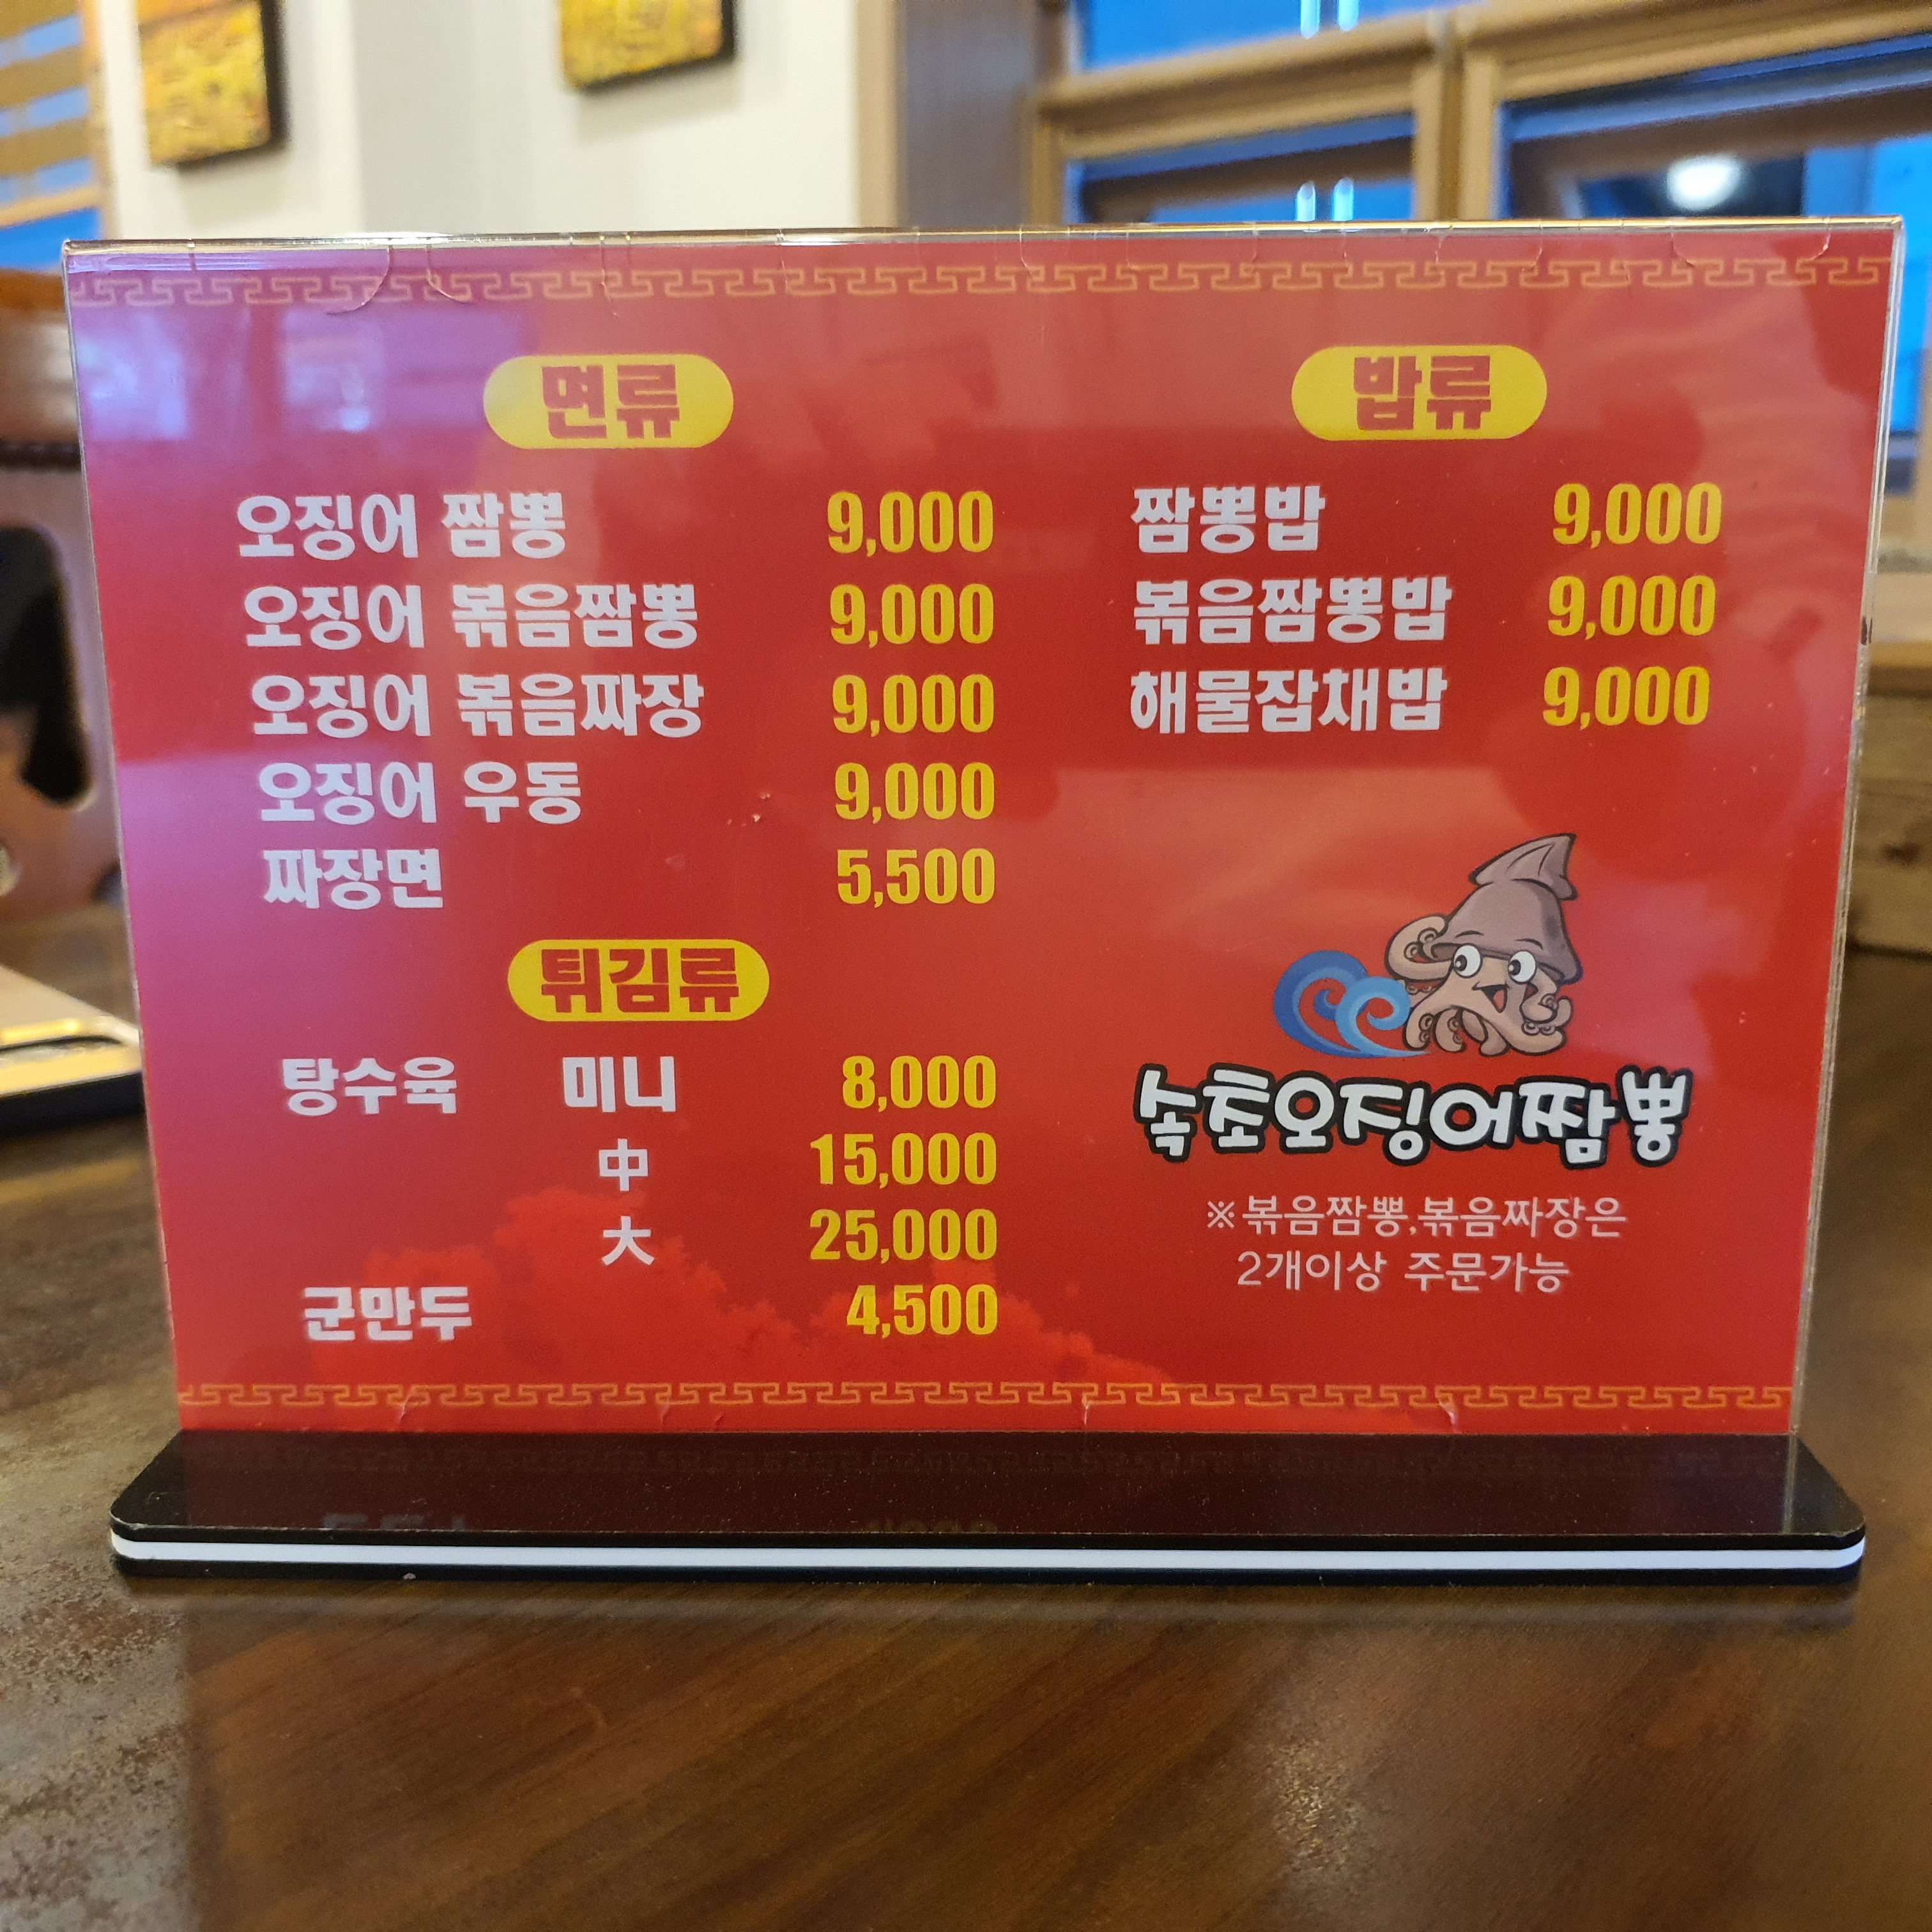 면류
오징어 짬뽕 9,000
오징어 볶음짬뽕 9,000
오징어 볶음짜장 9,000
오징어 우동 9,000
짜장면 5,500
튀김류
탕수육 미니 8,000
中 15,000
大 25,000
군만두 4,500
밥류
짬뽕밥 9,000
볶음짬뽕밥 9,000
해물잡채밥 9,000
속초오징어짬뽕
※볶음짬뽕,볶음짜장은
2개이상 주문가능